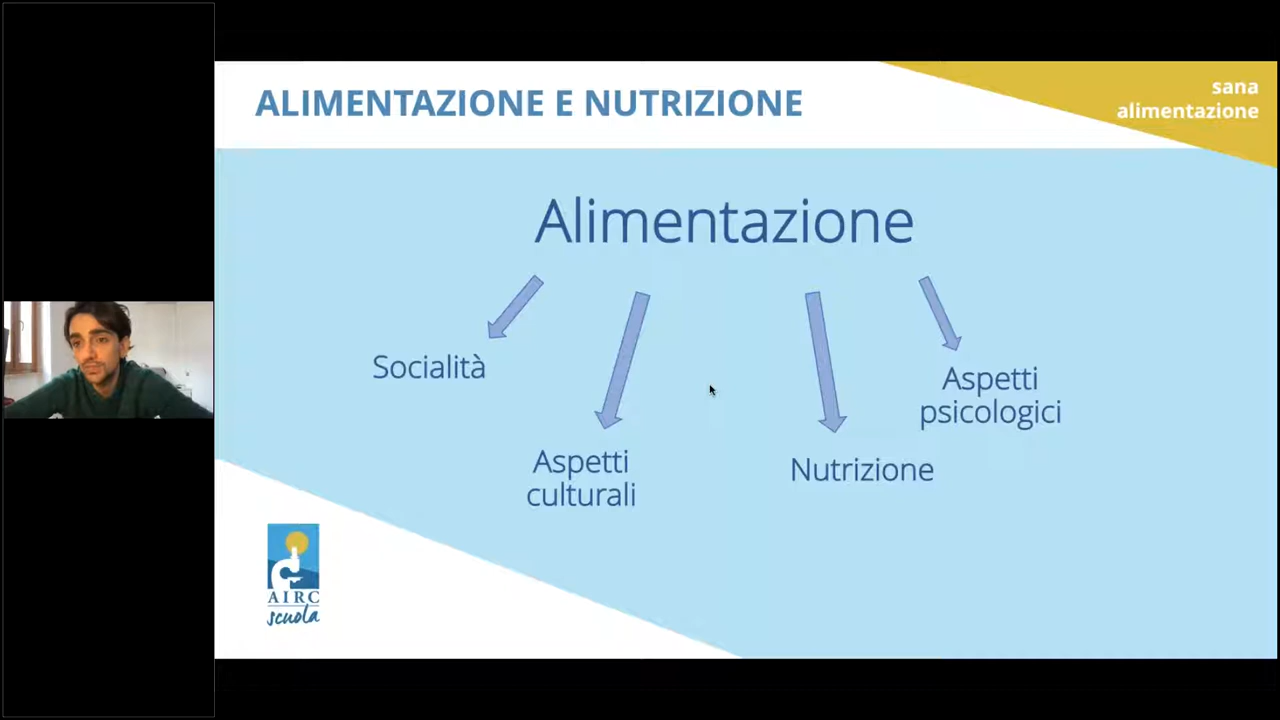 ALIMENTAZIONE E NUTRIZIONE
sana
alimentazione
Alimentazione
Socialità
Aspetti
culturali
Nutrizione
Aspetti
psicologici
AIRC
scuola